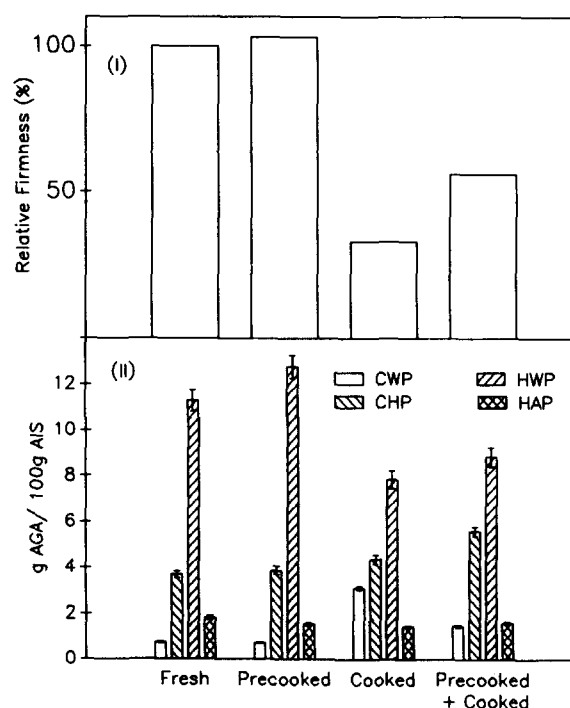 (I)
100
50
Relative Firmness (%)
(II)
CWP
HWP
CHP
HAP
12
10
8
6
4
2
0
g AGA/ 100g AIS
Fresh
Precooked
Cooked
Precooked
+ Cooked